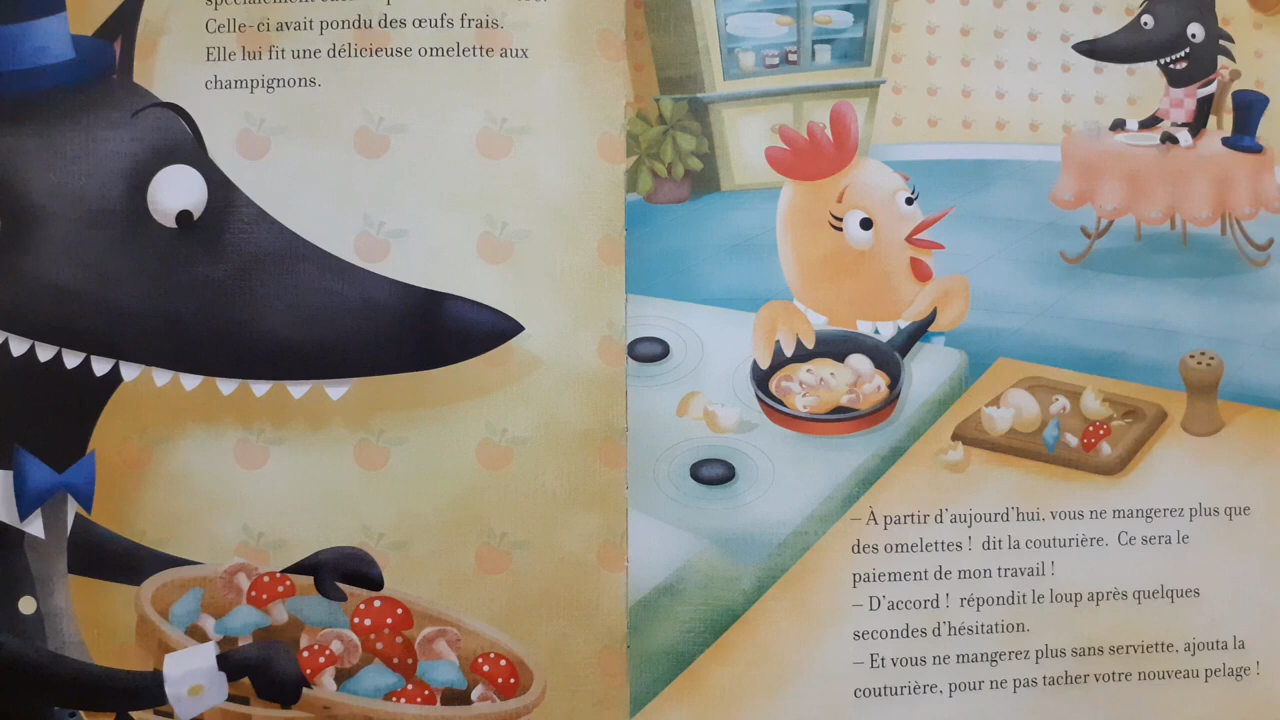 Celle-ci avait pondu des œufs frais.
Elle lui fit une délicieuse omelette aux
champignons.
– À partir d'aujourd'hui, vous ne mangerez plus que
des omelettes ! dit la couturière. Ce sera le
paiement de mon travail !
– D'accord ! répondit le loup après quelques
secondes d'hésitation.
– Et vous ne mangerez plus sans serviette, ajouta la
couturière, pour ne pas tacher votre nouveau pelage !